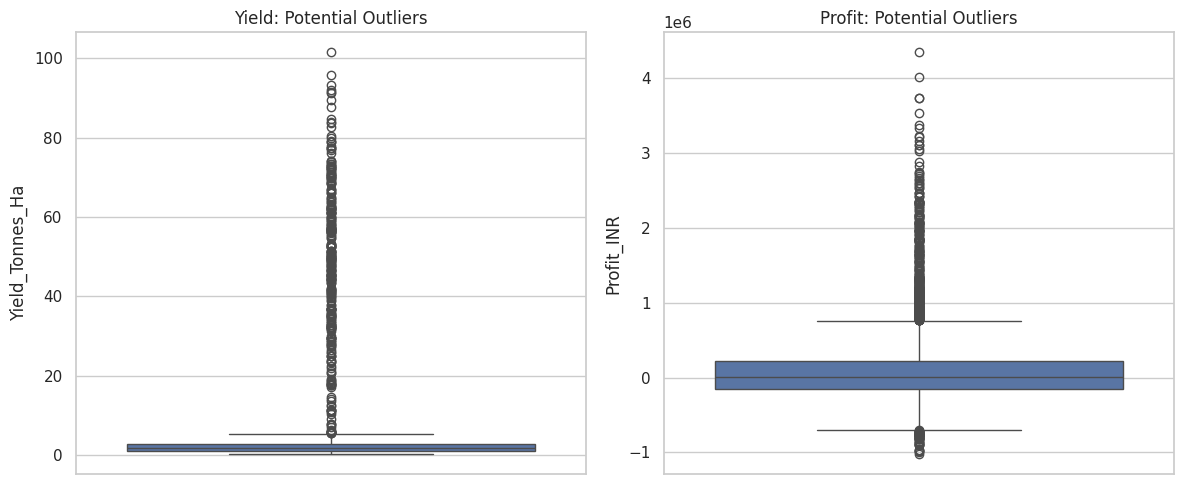 Yield: Potential Outliers
Yield_Tonnes_Ha
100
80
60
40
20
0
Profit: Potential Outliers
1e6
Profit_INR
4
3
2
1
0
−1